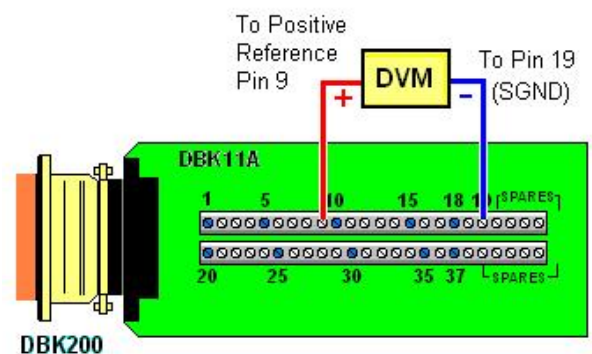 To Positive
Reference
Pin 9
DVM
+
-
To Pin 19
(SGND)
DBK11A
1 5 10 15 18 19 SPARES
20 25 30 35 37 SPARES
DBK200